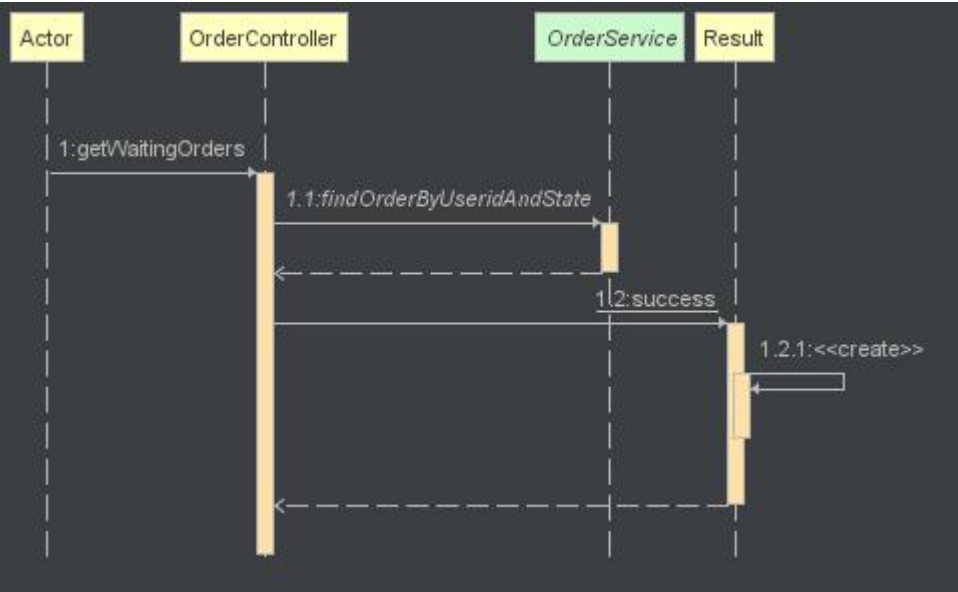 Actor
OrderController
OrderService
Result
1:getWaitingOrders
1.1:findOrderByUseridAndState
1.2:success
1.2.1:<<create>>